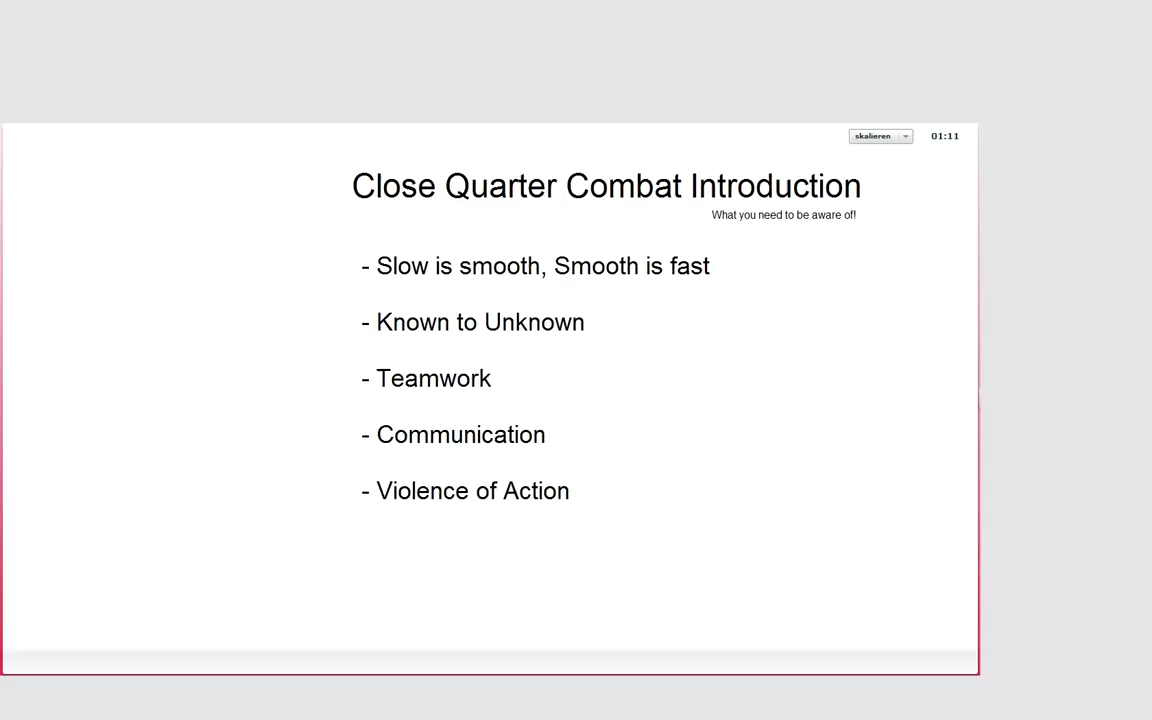 skalieren 01:11
Close Quarter Combat Introduction
What you need to be aware of!
- Slow is smooth, Smooth is fast
- Known to Unknown
- Teamwork
- Communication
- Violence of Action